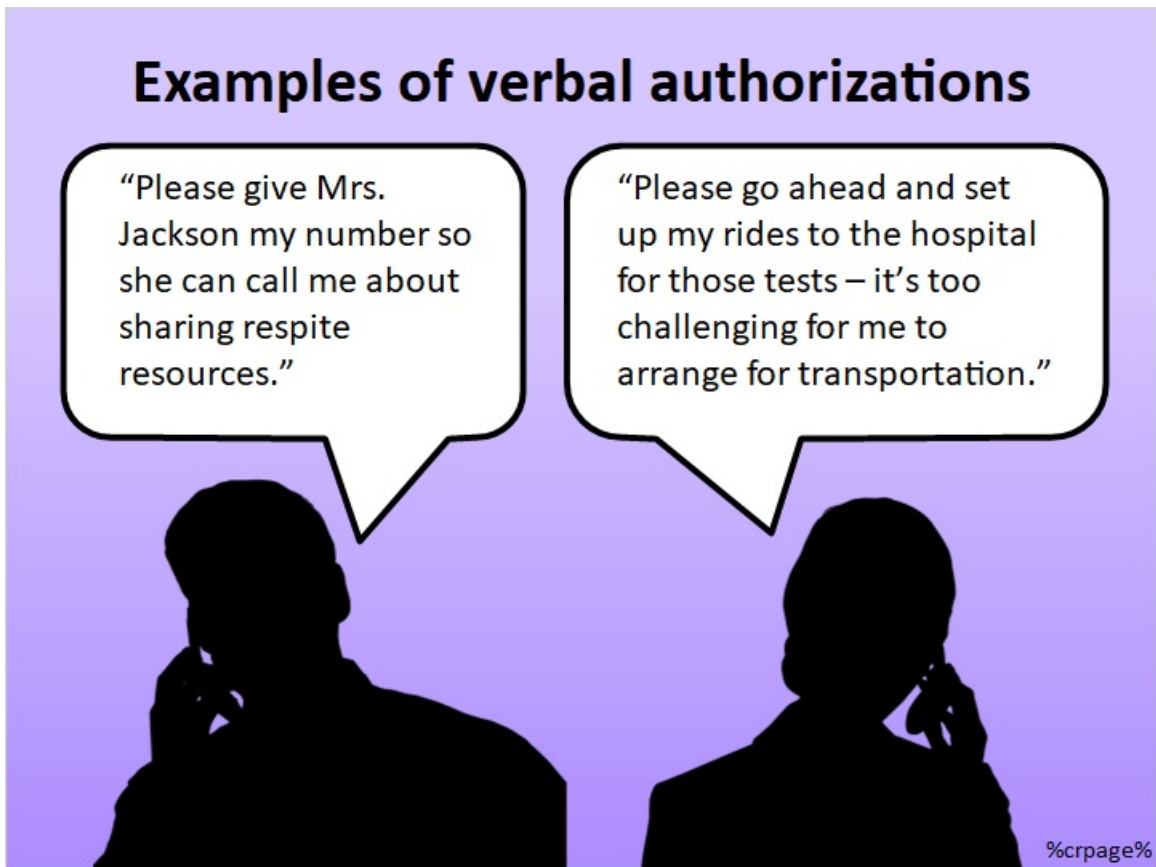 Examples of verbal authorizations
“Please give Mrs.
Jackson my number so
she can call me about
sharing respite
resources.”
“Please go ahead and set
up my rides to the hospital
for those tests – it’s too
challenging for me to
arrange for transportation.”
%crpage%